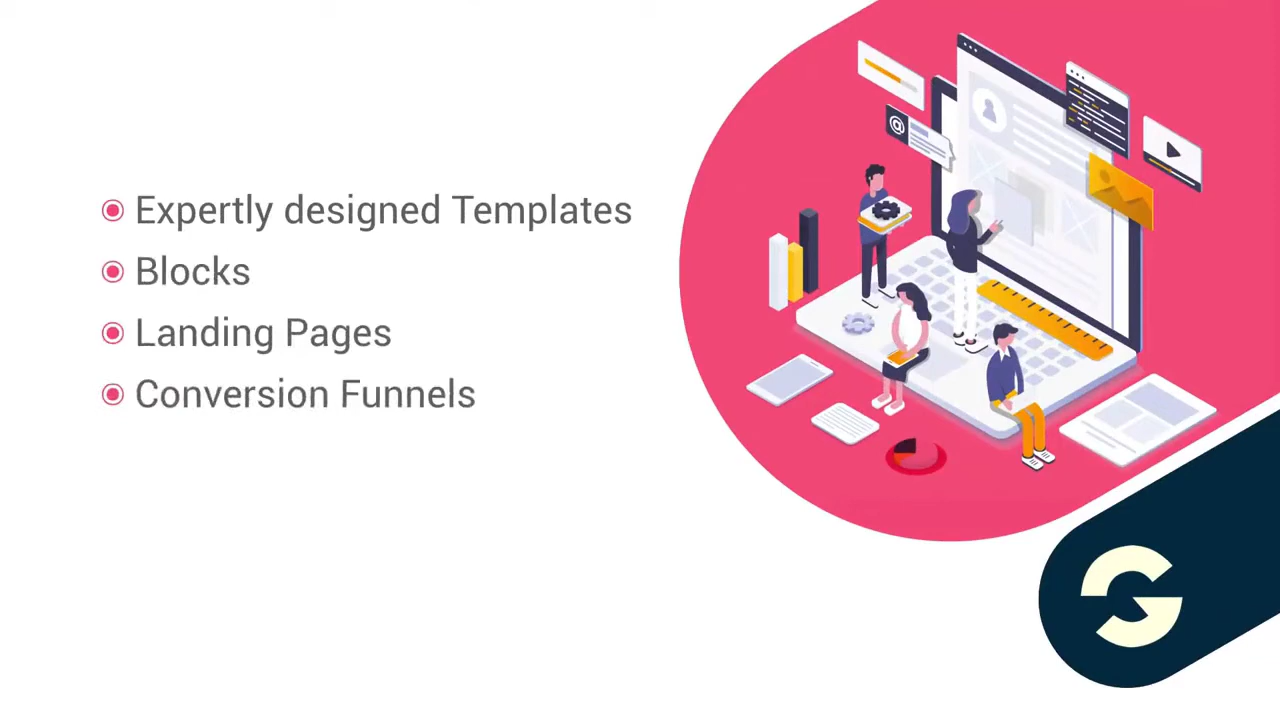 Expertly designed Templates
Blocks
Landing Pages
Conversion Funnels